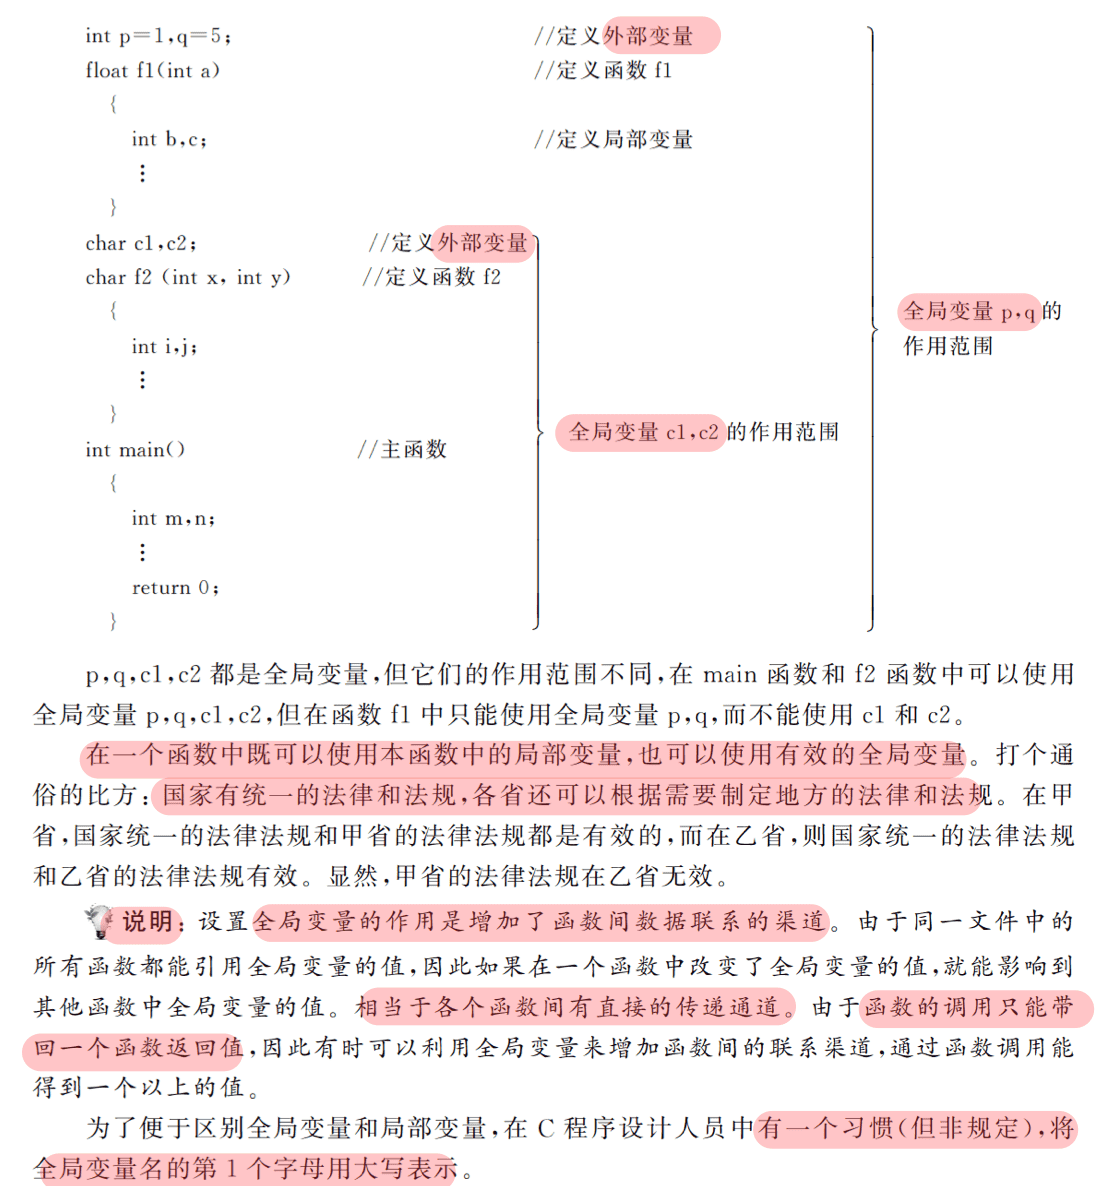 int p=1,q=5; //定义外部变量
float f1(int a) //定义函数 f1
{
int b,c; //定义局部变量
⋮
}
char c1,c2; //定义外部变量
char f2 (int x, int y) //定义函数 f2
{
int i,j;
⋮
}
int main() //主函数
{
int m,n;
⋮
return 0;
}
全局变量 c1,c2 的作用范围
全局变量 p,q 的
作用范围
p,q,c1,c2 都是全局变量,但它们的作用范围不同,在 main 函数和 f2 函数中可以使用
全局变量 p,q,c1,c2,但在函数 f1 中只能使用全局变量 p,q,而不能使用 c1 和 c2。
在一个函数中既可以使用本函数中的局部变量,也可以使用有效的全局变量。打个通
俗的比方:国家有统一的法律和法规,各省还可以根据需要制定地方的法律和法规。在甲
省,国家统一的法律法规和甲省的法律法规都是有效的,而在乙省,则国家统一的法律法规
和乙省的法律法规有效。显然,甲省的法律法规在乙省无效。
说明:设置全局变量的作用是增加了函数间数据联系的渠道。由于同一文件中的
所有函数都能引用全局变量的值,因此如果在一个函数中改变了全局变量的值,就能影响到
其他函数中全局变量的值。相当于各个函数间有直接的传递通道。由于函数的调用只能带
回一个函数返回值,因此有时可以利用全局变量来增加函数间的联系渠道,通过函数调用能
得到一个以上的值。
为了便于区别全局变量和局部变量,在 C 程序设计人员中有一个习惯(但非规定),将
全局变量名的第 1 个字母用大写表示。